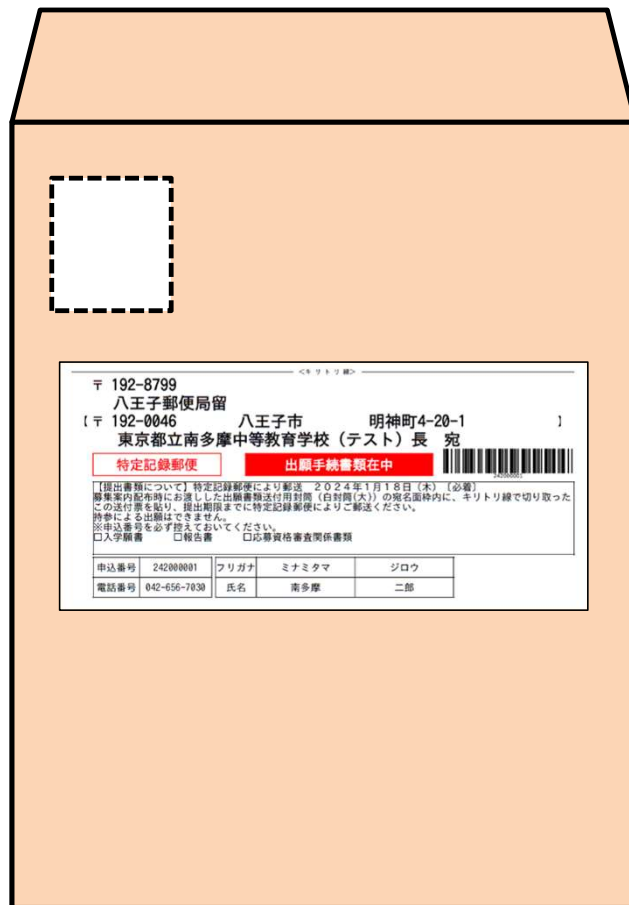 <キリトリ線>
〒 192-8799
八王子郵便局留
【〒 192-0046 八王子市 明神町4-20-1 】
東京都立南多摩中等教育学校（テスト）長 宛
特定記録郵便 出願手続書類在中
242000001
【提出書類について】特定記録郵便により郵送 2024年1月18日（木）〔必着〕
募集案内配布時にお渡しした出願書類送付用封筒（白封筒(大)）の宛名面枠内に、キリトリ線で切り取った
この送付票を貼り、提出期限までに特定記録郵便によりご郵送ください。
持参による出願はできません。
※申込番号を必ず控えておいてください。
□入学願書 □報告書 □応募資格審査関係書類
申込番号 242000001 フリガナ ミナミタマ ジロウ
電話番号 042-656-7030 氏名 南多摩 二郎